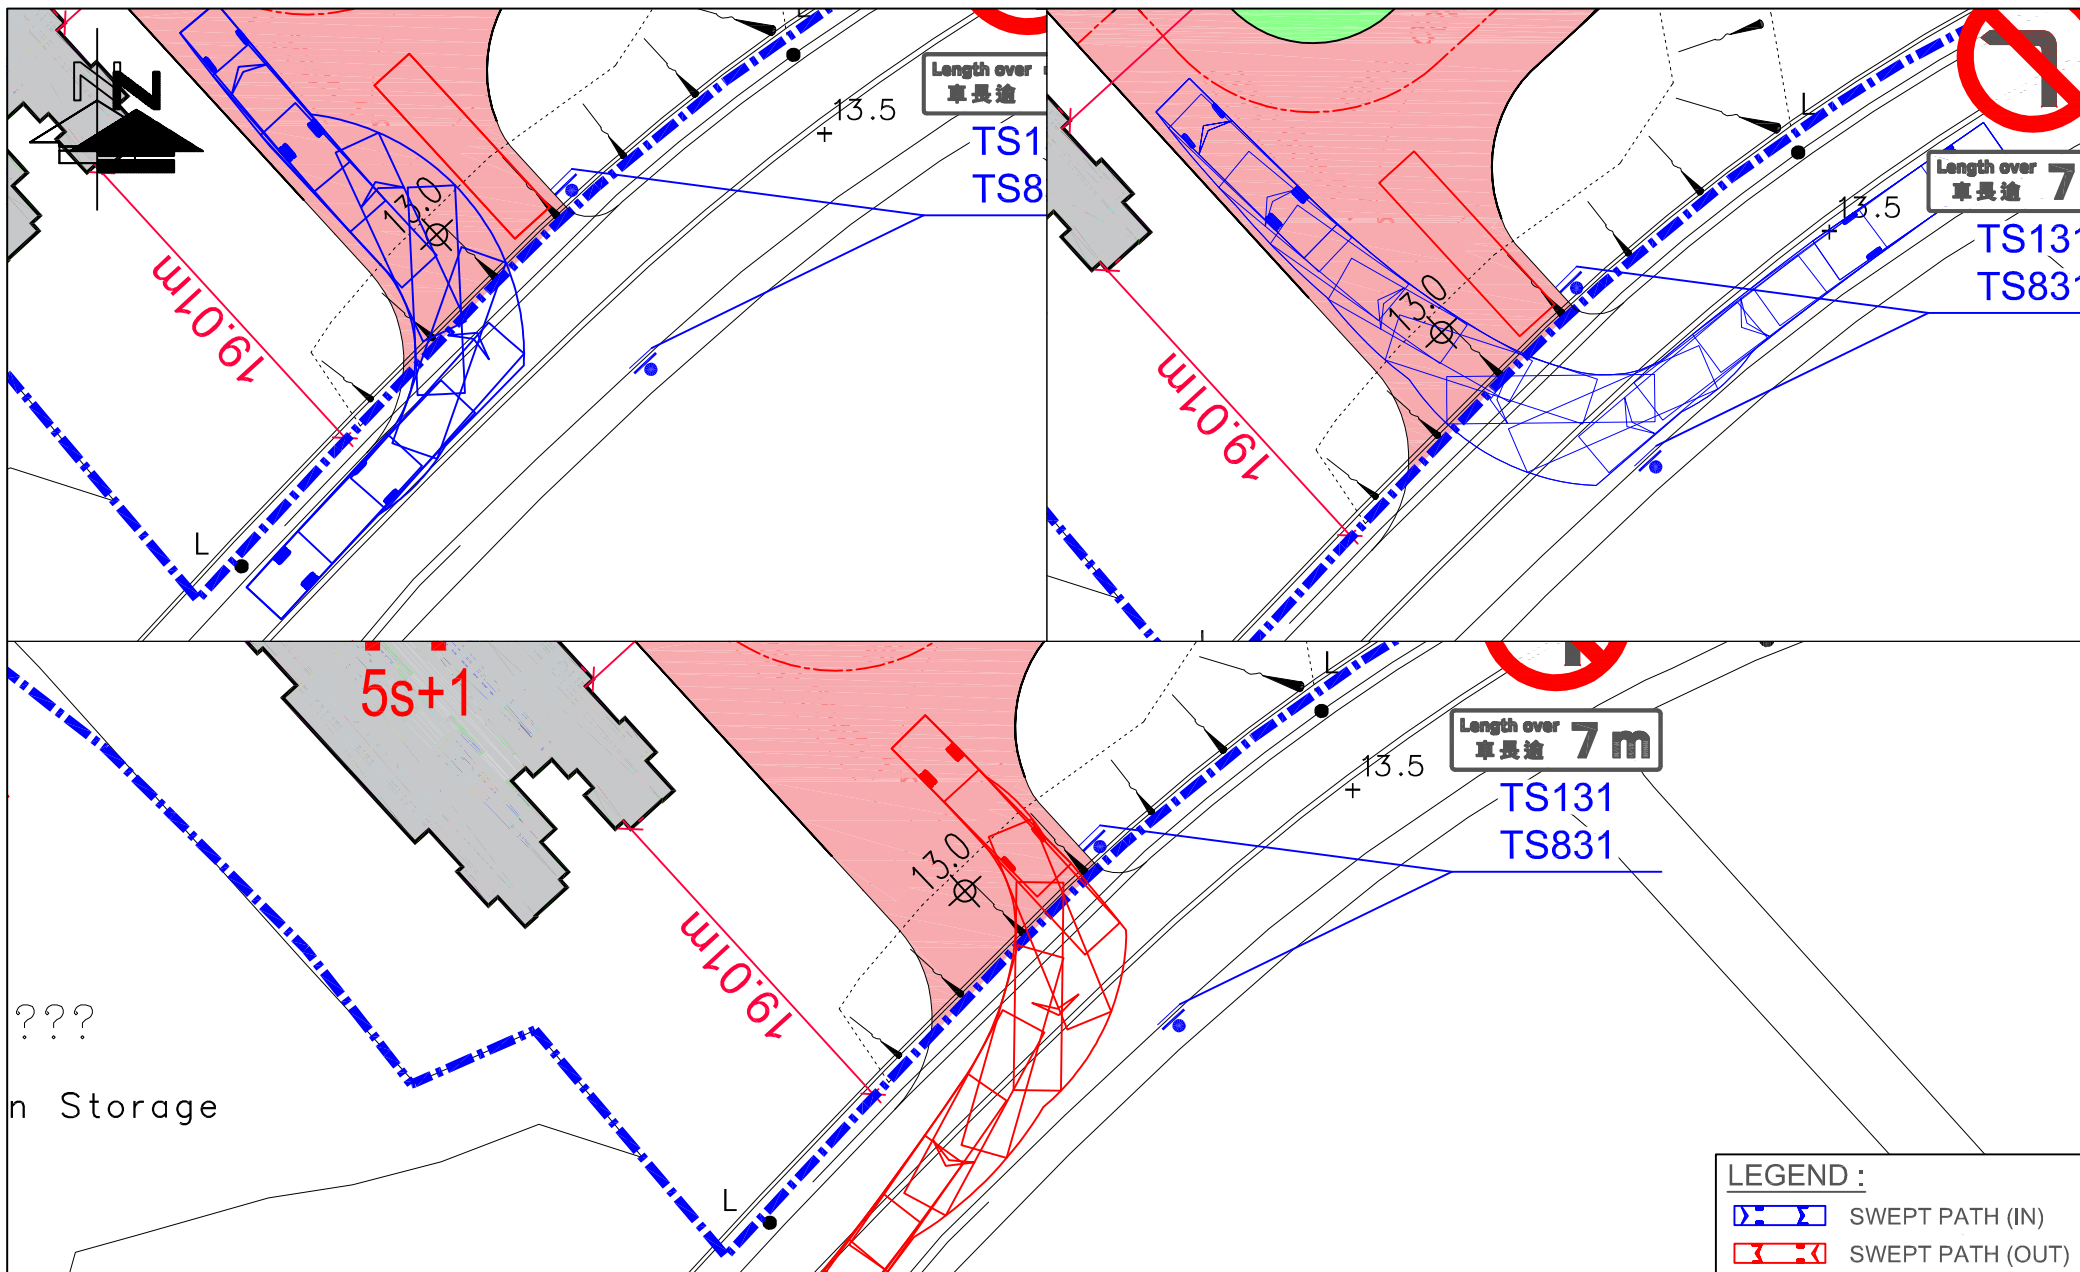 N
Length over
車長逾
TS1
TS8
13.5
13.0
19.01m
L
L
Length over 7
車長逾
TS131
TS831
13.5
13.0
19.01m
L
5s+1
Length over 7 m
車長逾
TS131
TS831
13.5
13.0
19.01m
L
L
???
n Storage
LEGEND :
SWEPT PATH (IN)
SWEPT PATH (OUT)